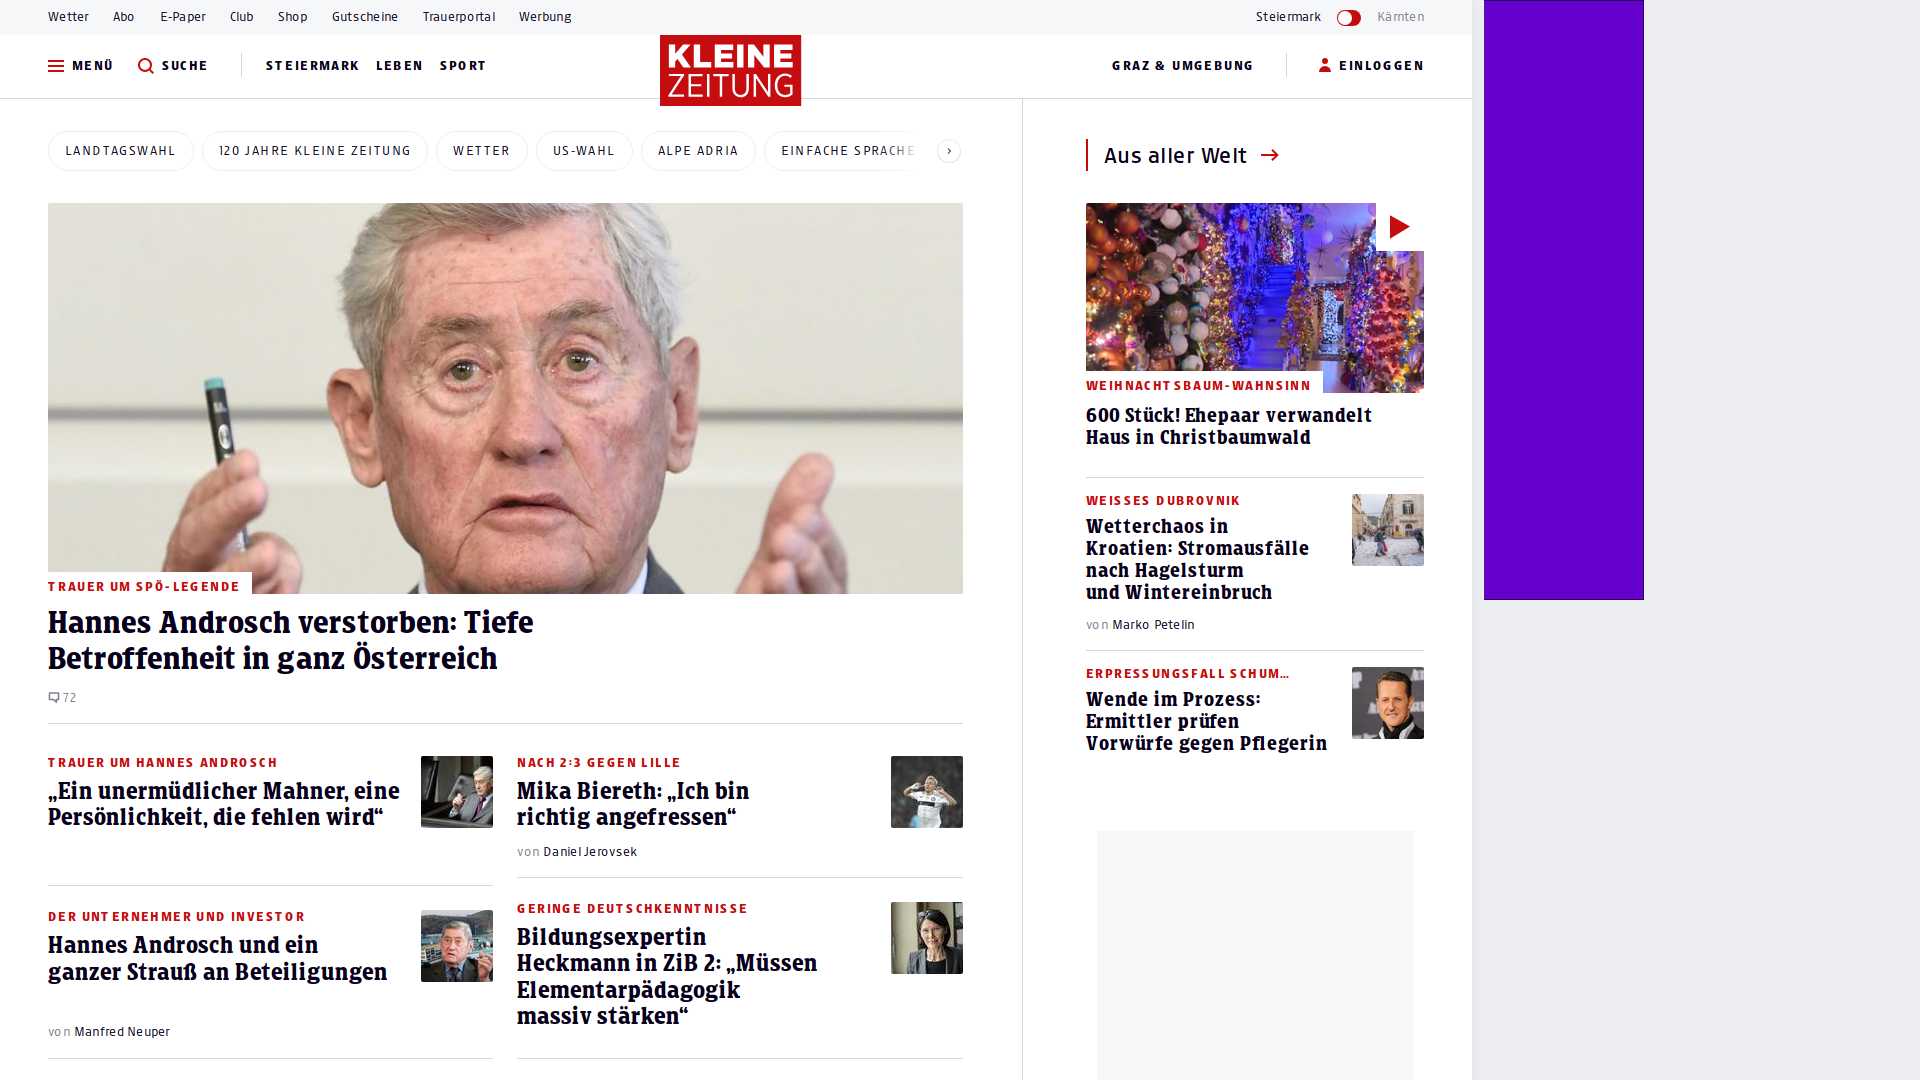 Wetter Abo E-Paper Club Shop Gutscheine Trauerportal Werbung Steiermark Kärnten
MENÜ SUCHE STEIERMARK LEBEN SPORT KLEINE ZEITUNG GRAZ & UMGEBUNG EINLOGGEN
LANDTAGSWAHL 120 JAHRE KLEINE ZEITUNG WETTER US-WAHL ALPE ADRIA EINFACHE SPRACHE
TRAUER UM SPÖ-LEGENDE
Hannes Androsch verstorben: Tiefe
Betroffenheit in ganz Österreich
72
TRAUER UM HANNES ANDROSCH
„Ein unermüdlicher Mahner, eine
Persönlichkeit, die fehlen wird“
NACH 2:3 GEGEN LILLE
Mika Biereth: „Ich bin
richtig angefressen“
von Daniel Jerovsek
DER UNTERNEHMER UND INVESTOR
Hannes Androsch und ein
ganzer Strauß an Beteiligungen
von Manfred Neuper
GERINGE DEUTSCHKENNTNISSE
Bildungsexpertin
Heckmann in ZiB 2: „Müssen
Elementarpädagogik
massiv stärken“
Aus aller Welt
WEIHNACHTSBAUM-WAHNSINN
600 Stück! Ehepaar verwandelt
Haus in Christbaumwald
WEISSES DUBROVNIK
Wetterchaos in
Kroatien: Stromausfälle
nach Hagelsturm
und Wintereinbruch
von Marko Petelin
ERPRESSUNGSFALL SCHUM...
Wende im Prozess:
Ermittler prüfen
Vorwürfe gegen Pflegerin